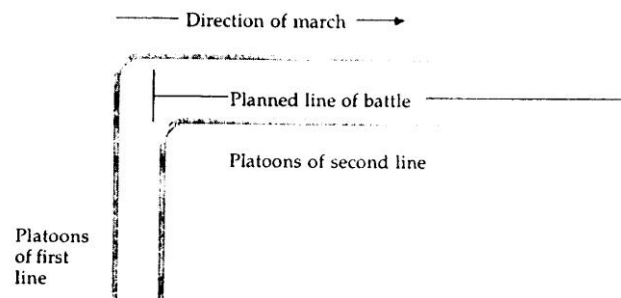 Direction of march
Planned line of battle
Platoons of second line
Platoons
of first
line